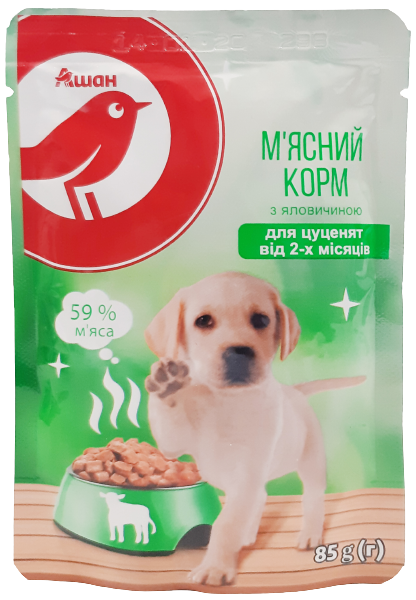 Ашан
М'ЯСНИЙ
КОРМ
з яловичиною
для цуценят
від 2-х місяців
59 %
м'яса
85 g (г)